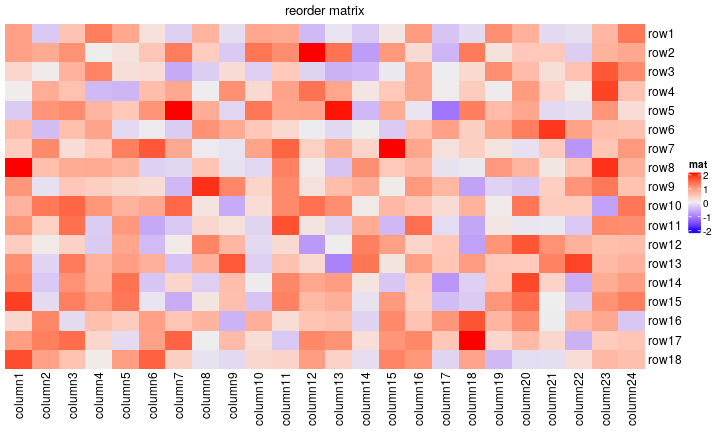 reorder matrix
row1
row2
row3
row4
row5
row6
row7
row8
row9
row10
row11
row12
row13
row14
row15
row16
row17
row18
mat
2
1
0
-1
-2
column1
column2
column3
column4
column5
column6
column7
column8
column9
column10
column11
column12
column13
column14
column15
column16
column17
column18
column19
column20
column21
column22
column23
column24